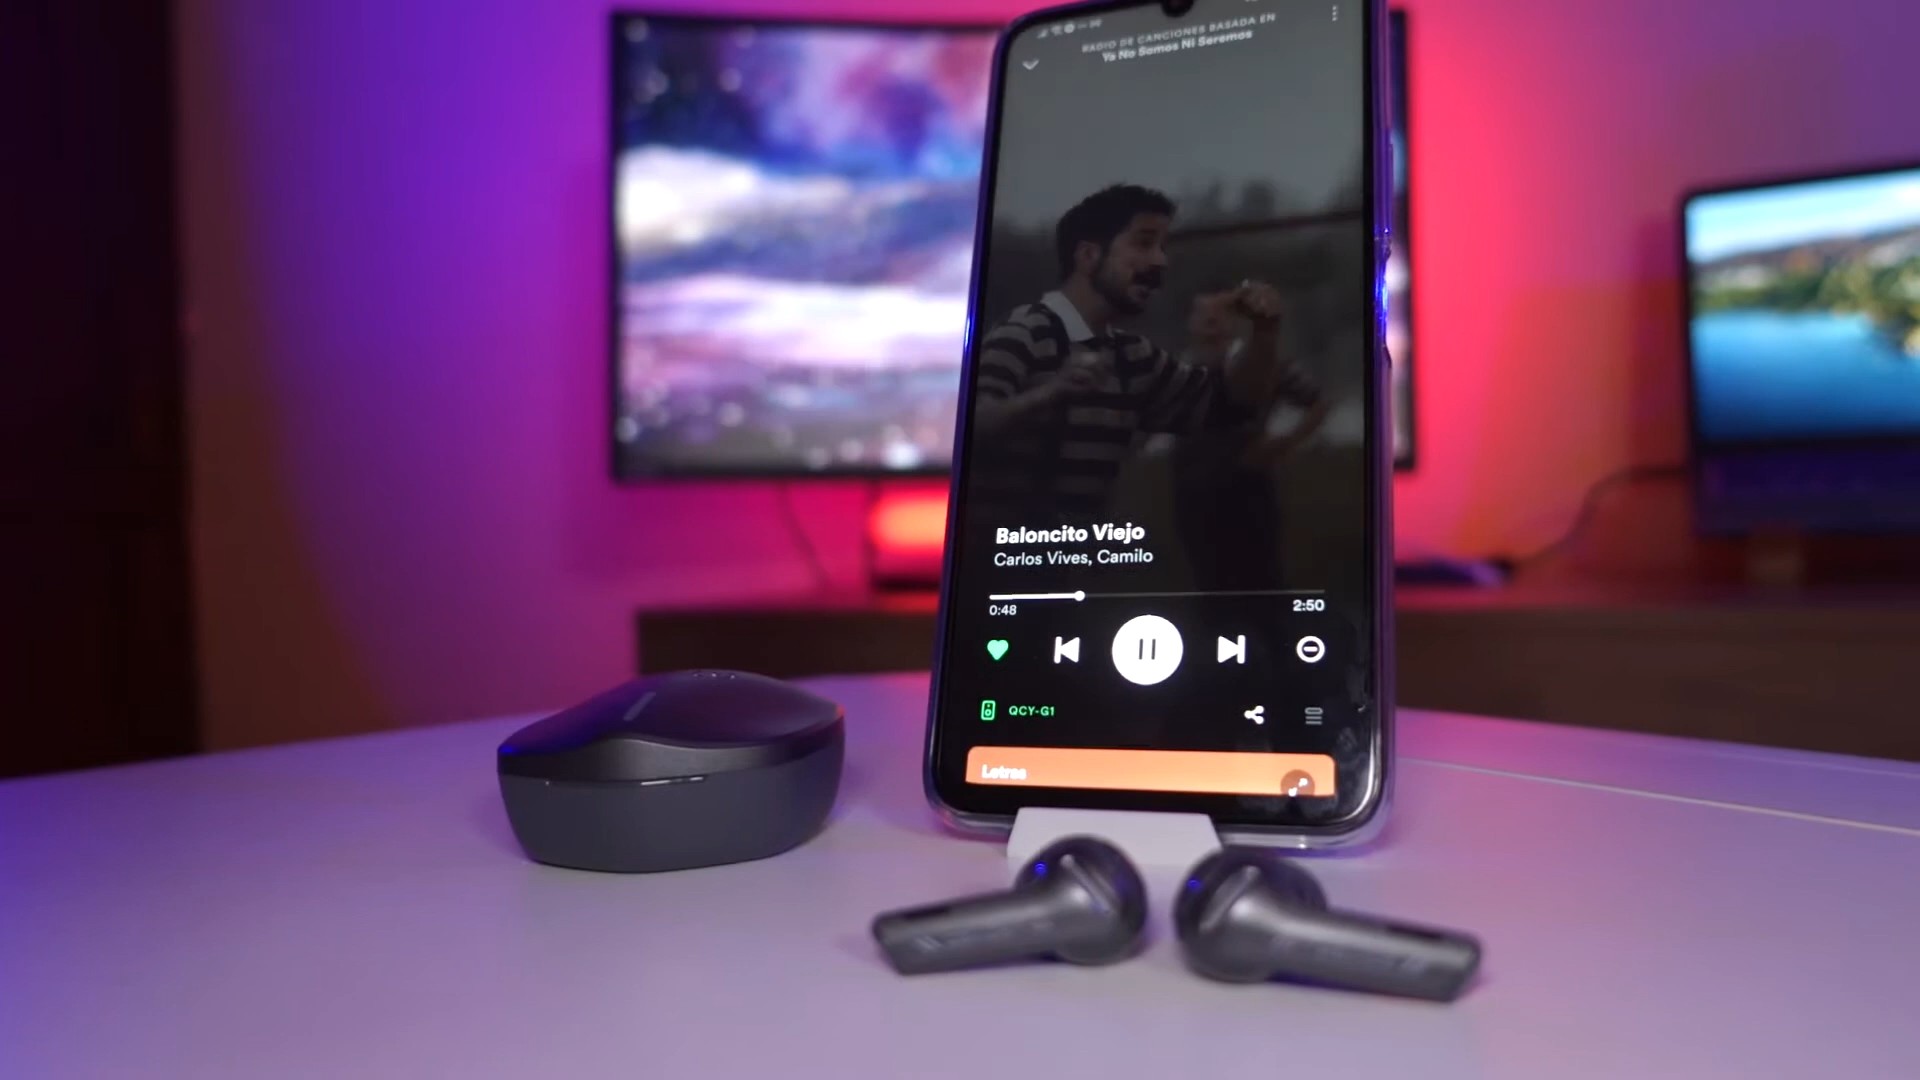 RADIO DE CANCIONES BASADA EN
Ya No Somos Ni Seremos
Baloncito Viejo
Carlos Vives, Camilo
0:48
2:50
QCY-G1
Letras